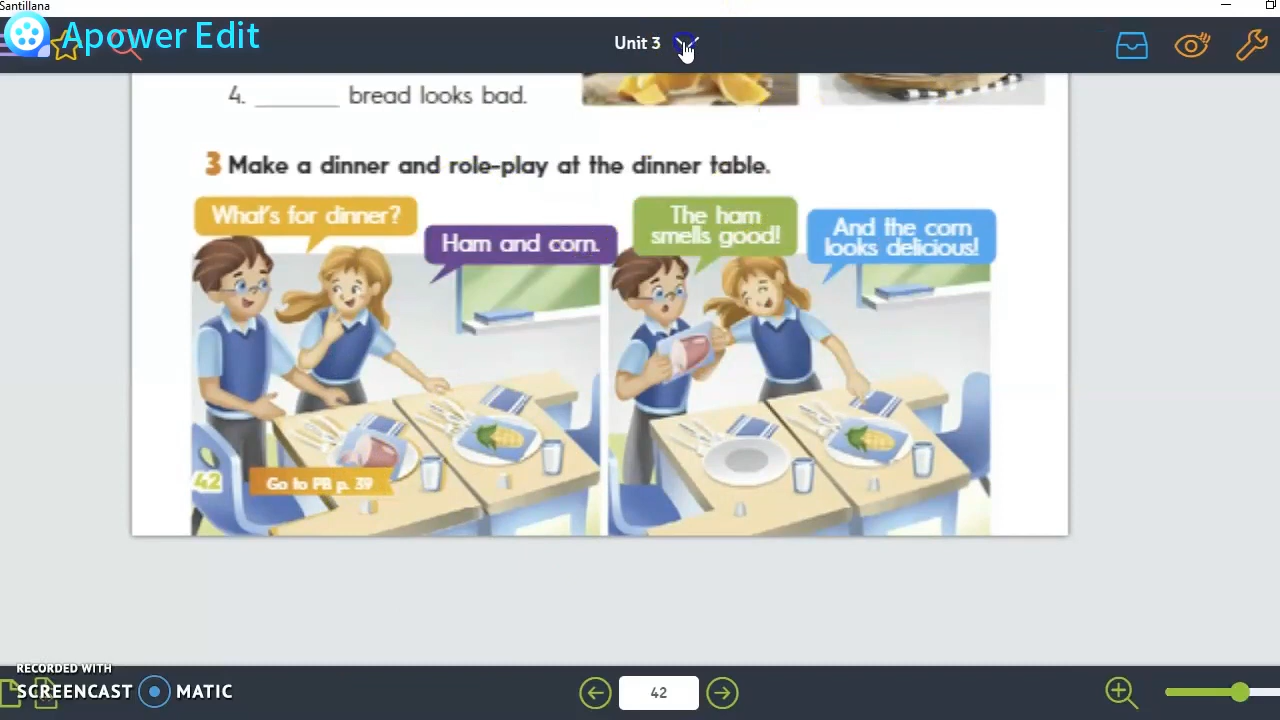 Santillana
Apower Edit
Unit 3
4. ________ bread looks bad.
3 Make a dinner and role-play at the dinner table.
What's for dinner?
Ham and corn.
The ham
smells good!
And the corn
looks delicious!
42
Go to PB p. 39
RECORDED WITH
SCREENCAST MATIC
42